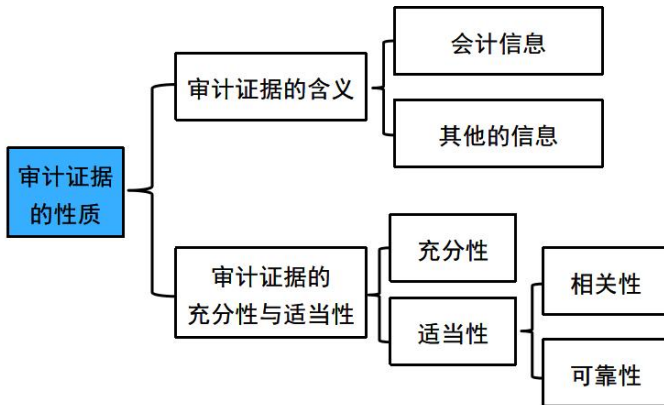 审计证据
的性质
审计证据的含义
会计信息
其他的信息
审计证据的
充分性与适当性
充分性
适当性
相关性
可靠性